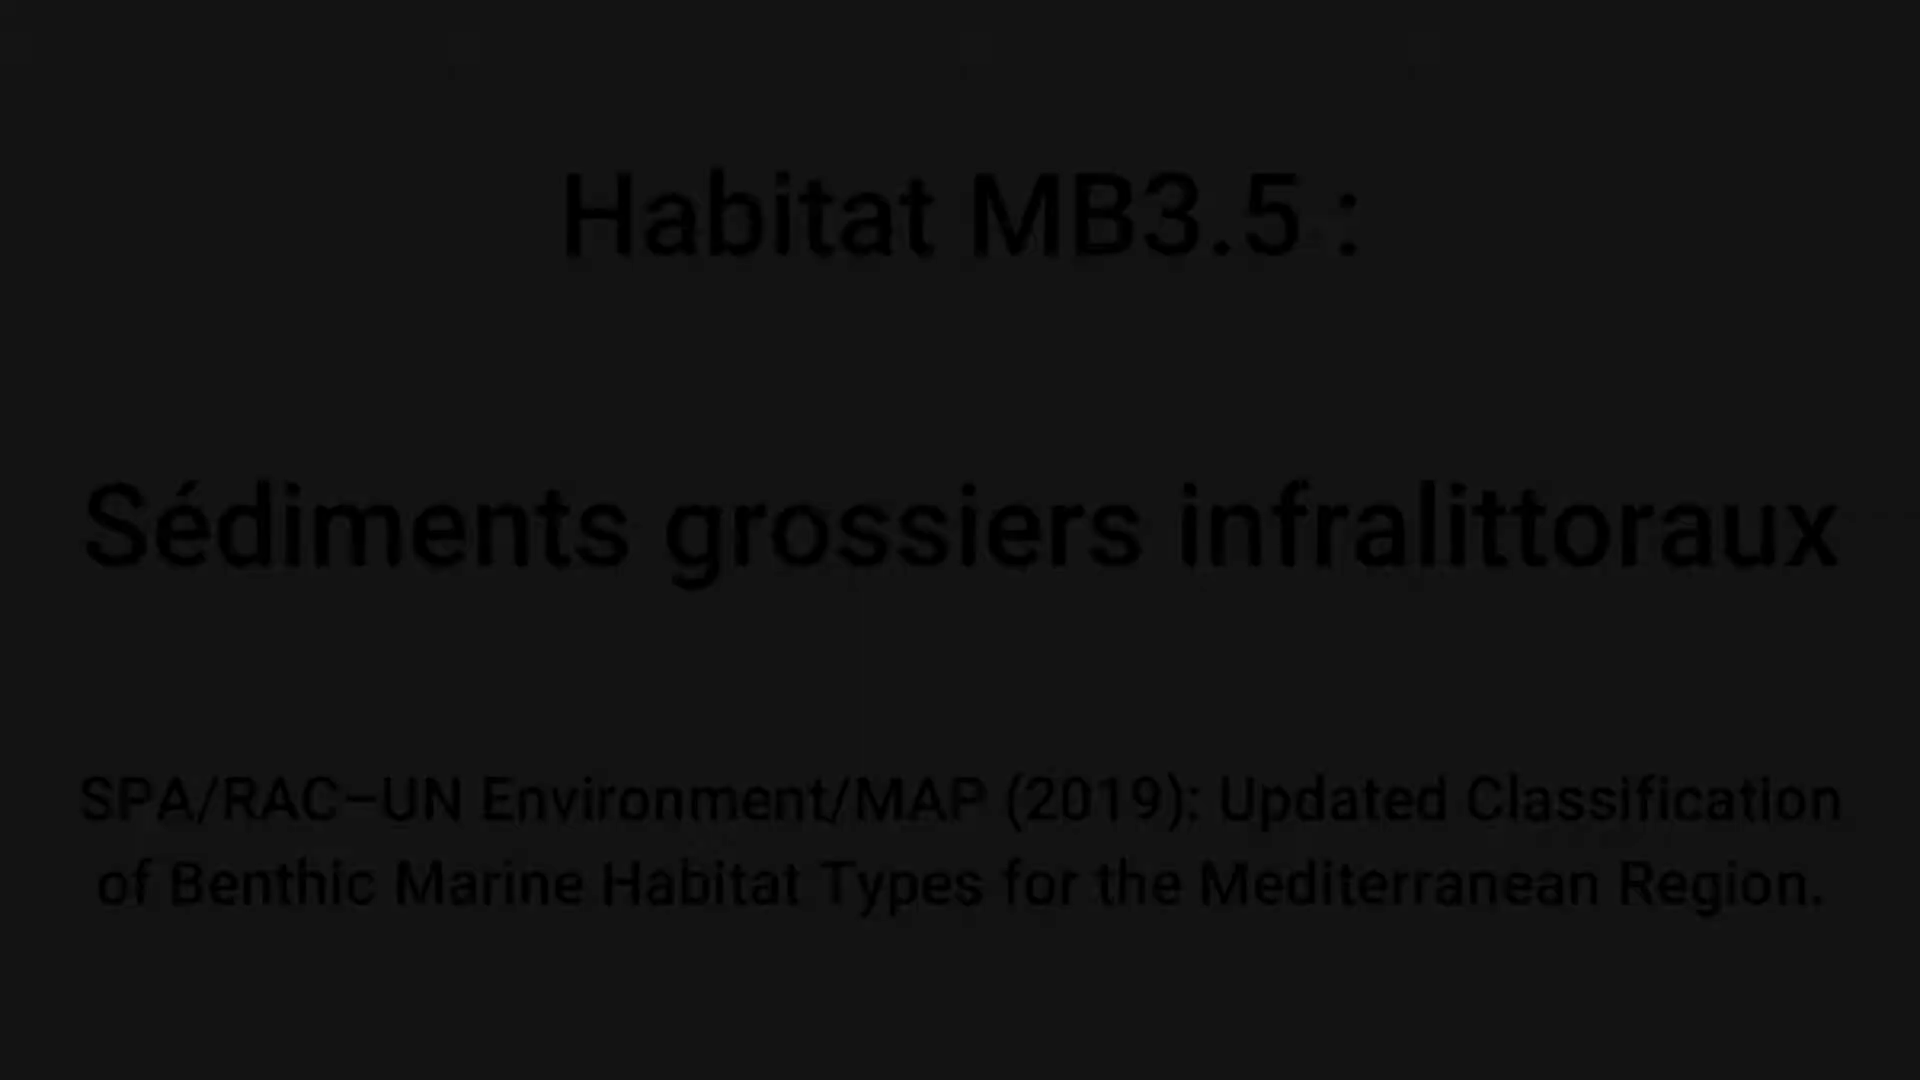 Habitat MB3.5 :
Sédiments grossiers infralittoraux
SPA/RAC–UN Environment/MAP (2019): Updated Classification
of Benthic Marine Habitat Types for the Mediterranean Region.